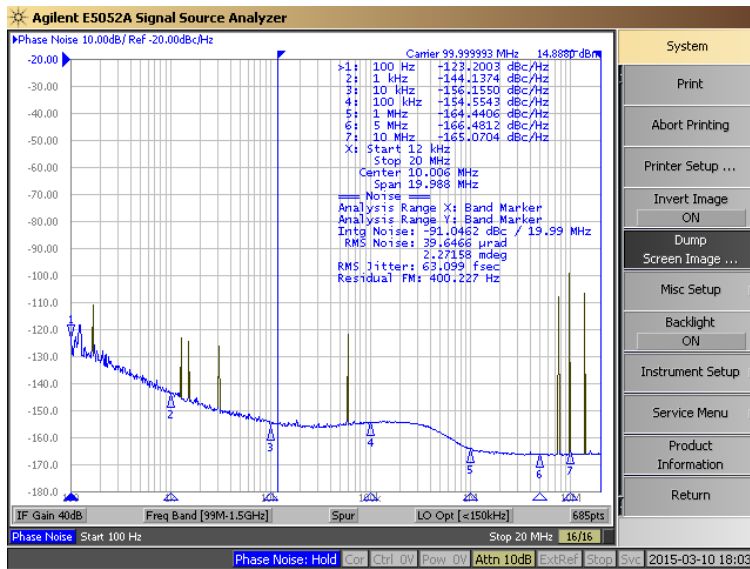 Agilent E5052A Signal Source Analyzer
Phase Noise 10.00dB/ Ref -20.00dBc/Hz
Carrier 99.999993 MHz 14.8880 dBm
-20.00
-30.00
-40.00
-50.00
-60.00
-70.00
-80.00
-90.00
-100.0
-110.0
-120.0
-130.0
-140.0
-150.0
-160.0
-170.0
-180.0
>1: 100 Hz -123.2003 dBc/Hz
2: 1 kHz -144.1374 dBc/Hz
3: 10 kHz -156.1550 dBc/Hz
4: 100 kHz -154.5543 dBc/Hz
5: 1 MHz -164.4406 dBc/Hz
6: 5 MHz -166.4812 dBc/Hz
7: 10 MHz -165.0704 dBc/Hz
X: Start 12 kHz
Stop 20 MHz
Center 10.006 MHz
Span 19.988 MHz
=== Noise ===
Analysis Range X: Band Marker
Analysis Range Y: Band Marker
Intg Noise: -91.0462 dBc / 19.99 MHz
RMS Noise: 39.6466 µrad
2.27158 mdeg
RMS Jitter: 63.099 fsec
Residual FM: 400.227 Hz
1
2
3
4
5
6
7
IF Gain 40dB
Freq Band [99M-1.5GHz]
Spur
LO Opt [<150kHz]
685pts
Phase Noise Start 100 Hz
Stop 20 MHz 16/16
Phase Noise: Hold Cor Ctrl 0V Pow 0V Attn 10dB ExtRef Stop Svc 2015-03-10 18:03
System
Print
Abort Printing
Printer Setup ...
Invert Image
ON
Dump
Screen Image ...
Misc Setup
Backlight
ON
Instrument Setup
Service Menu
Product
Information
Return